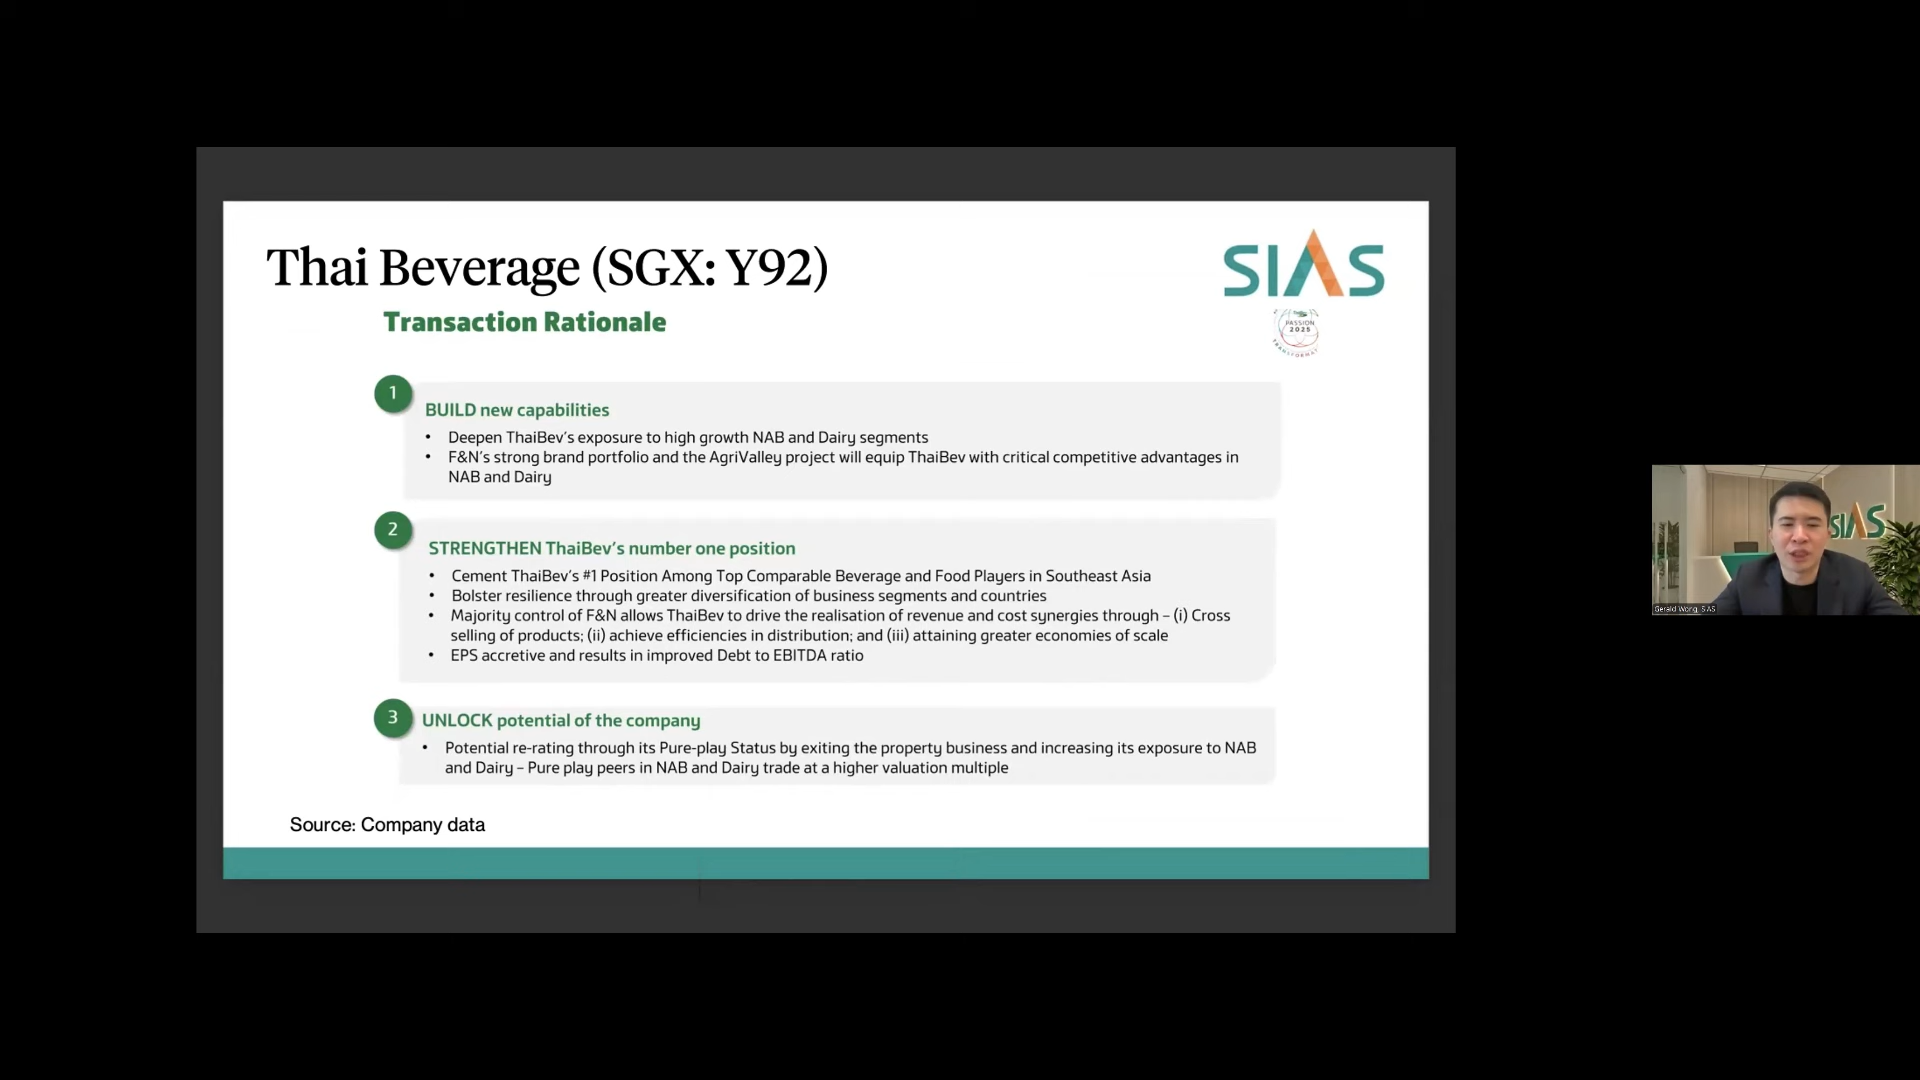 Thai Beverage (SGX: Y92)
SIAS
Transaction Rationale
PASSION
2025
1
BUILD new capabilities
• Deepen ThaiBev's exposure to high growth NAB and Dairy segments
• F&N's strong brand portfolio and the AgriValley project will equip ThaiBev with critical competitive advantages in
NAB and Dairy
2
STRENGTHEN ThaiBev's number one position
• Cement ThaiBev's #1 Position Among Top Comparable Beverage and Food Players in Southeast Asia
• Bolster resilience through greater diversification of business segments and countries
• Majority control of F&N allows ThaiBev to drive the realisation of revenue and cost synergies through – (i) Cross
selling of products; (ii) achieve efficiencies in distribution; and (iii) attaining greater economies of scale
• EPS accretive and results in improved Debt to EBITDA ratio
3
UNLOCK potential of the company
• Potential re-rating through its Pure-play Status by exiting the property business and increasing its exposure to NAB
and Dairy – Pure play peers in NAB and Dairy trade at a higher valuation multiple
Source: Company data
SIAS
Gerald Wong, SIAS